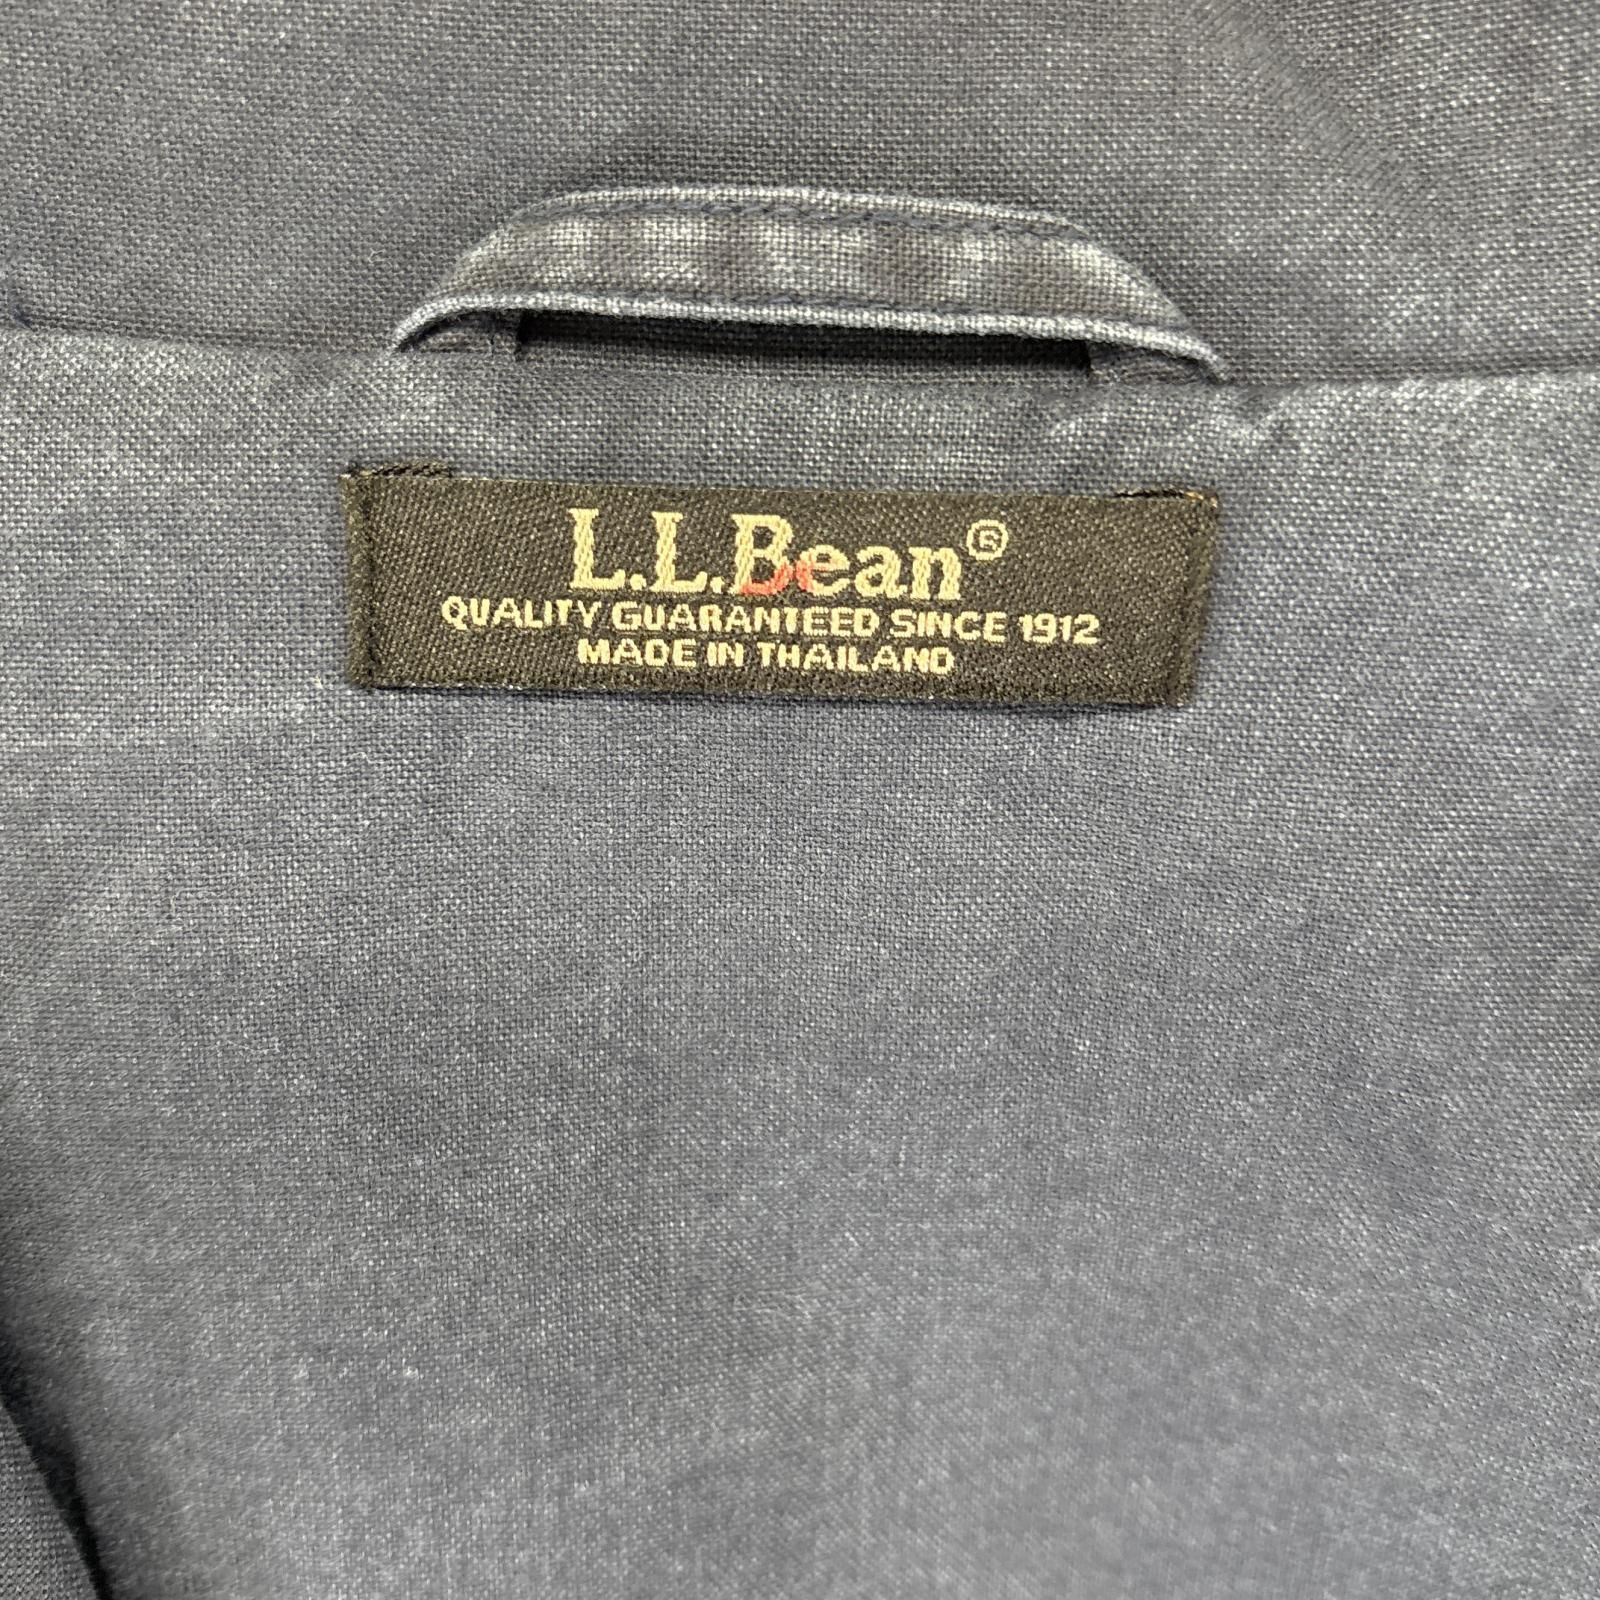 L.L.Bean®
QUALITY GUARANTEED SINCE 1912
MADE IN THAILAND